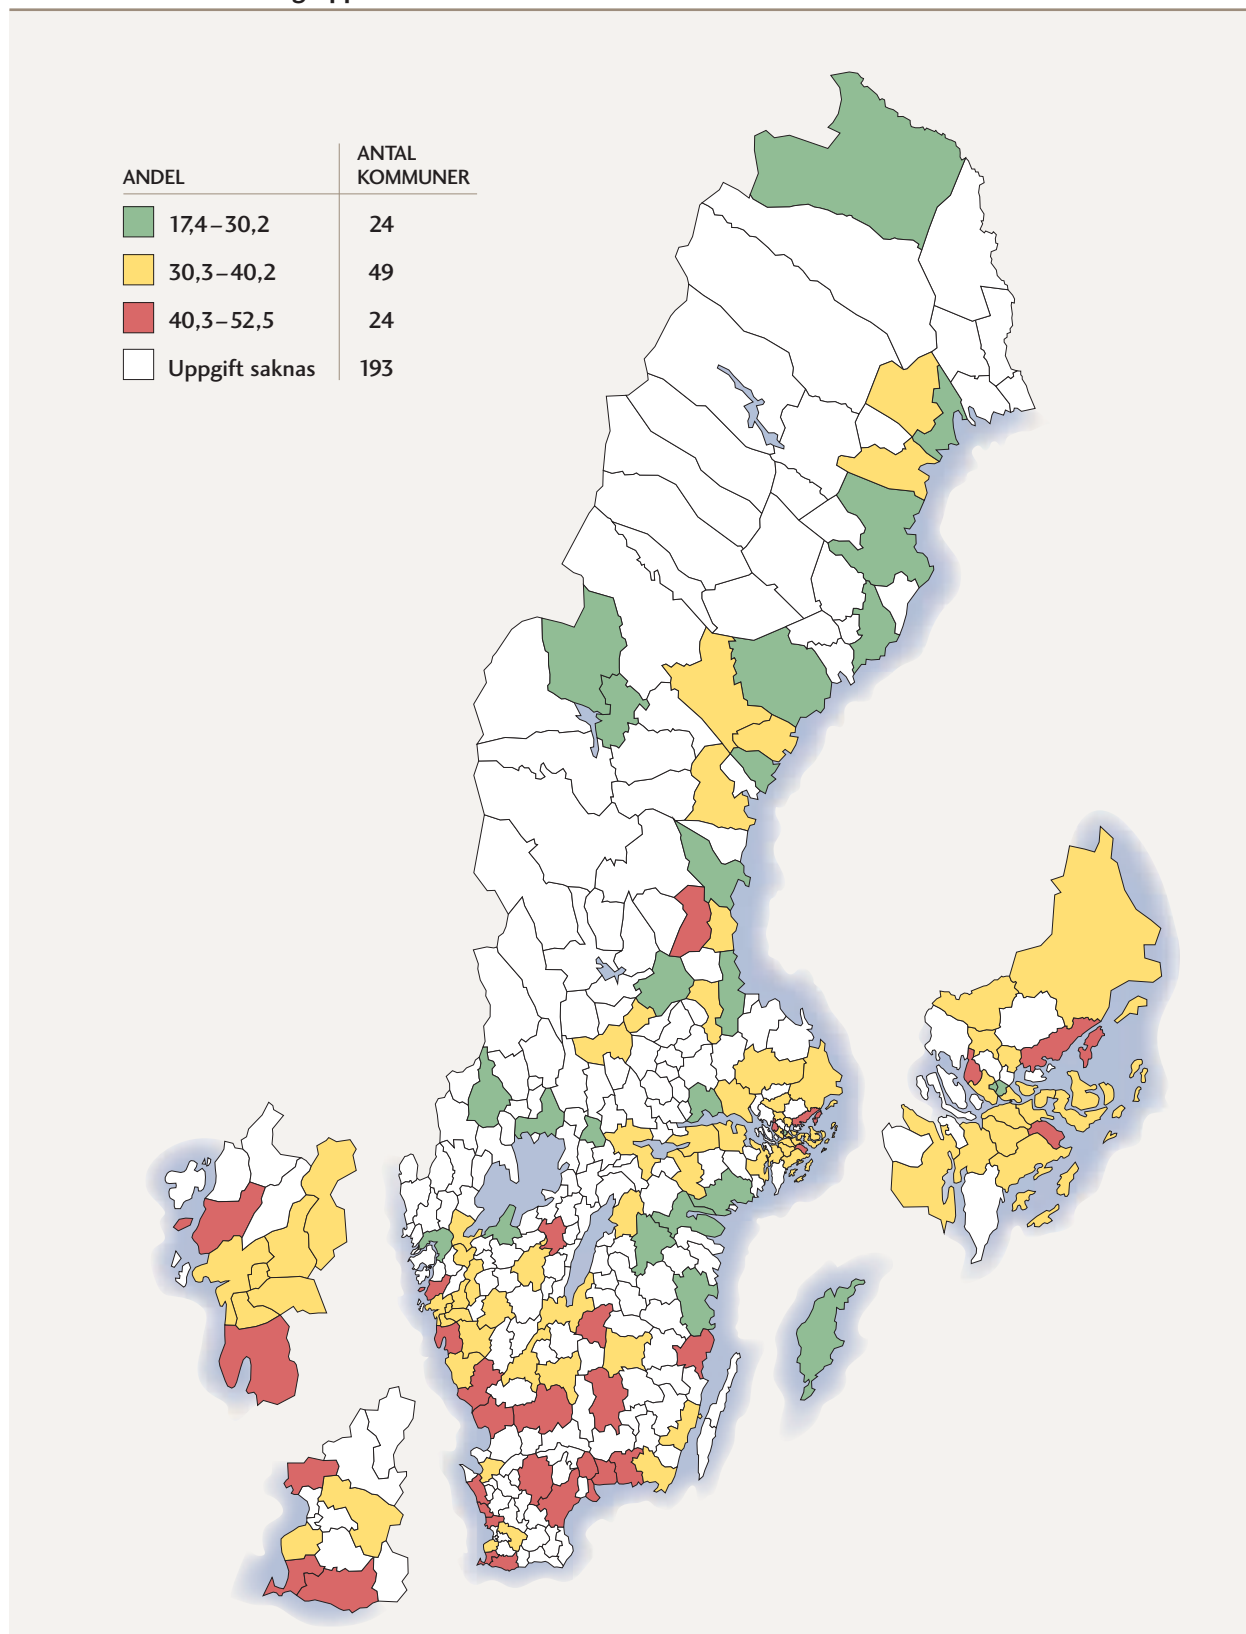 ANDEL ANTAL KOMMUNER
17,4–30,2 24
30,3–40,2 49
40,3–52,5 24
Uppgift saknas 193